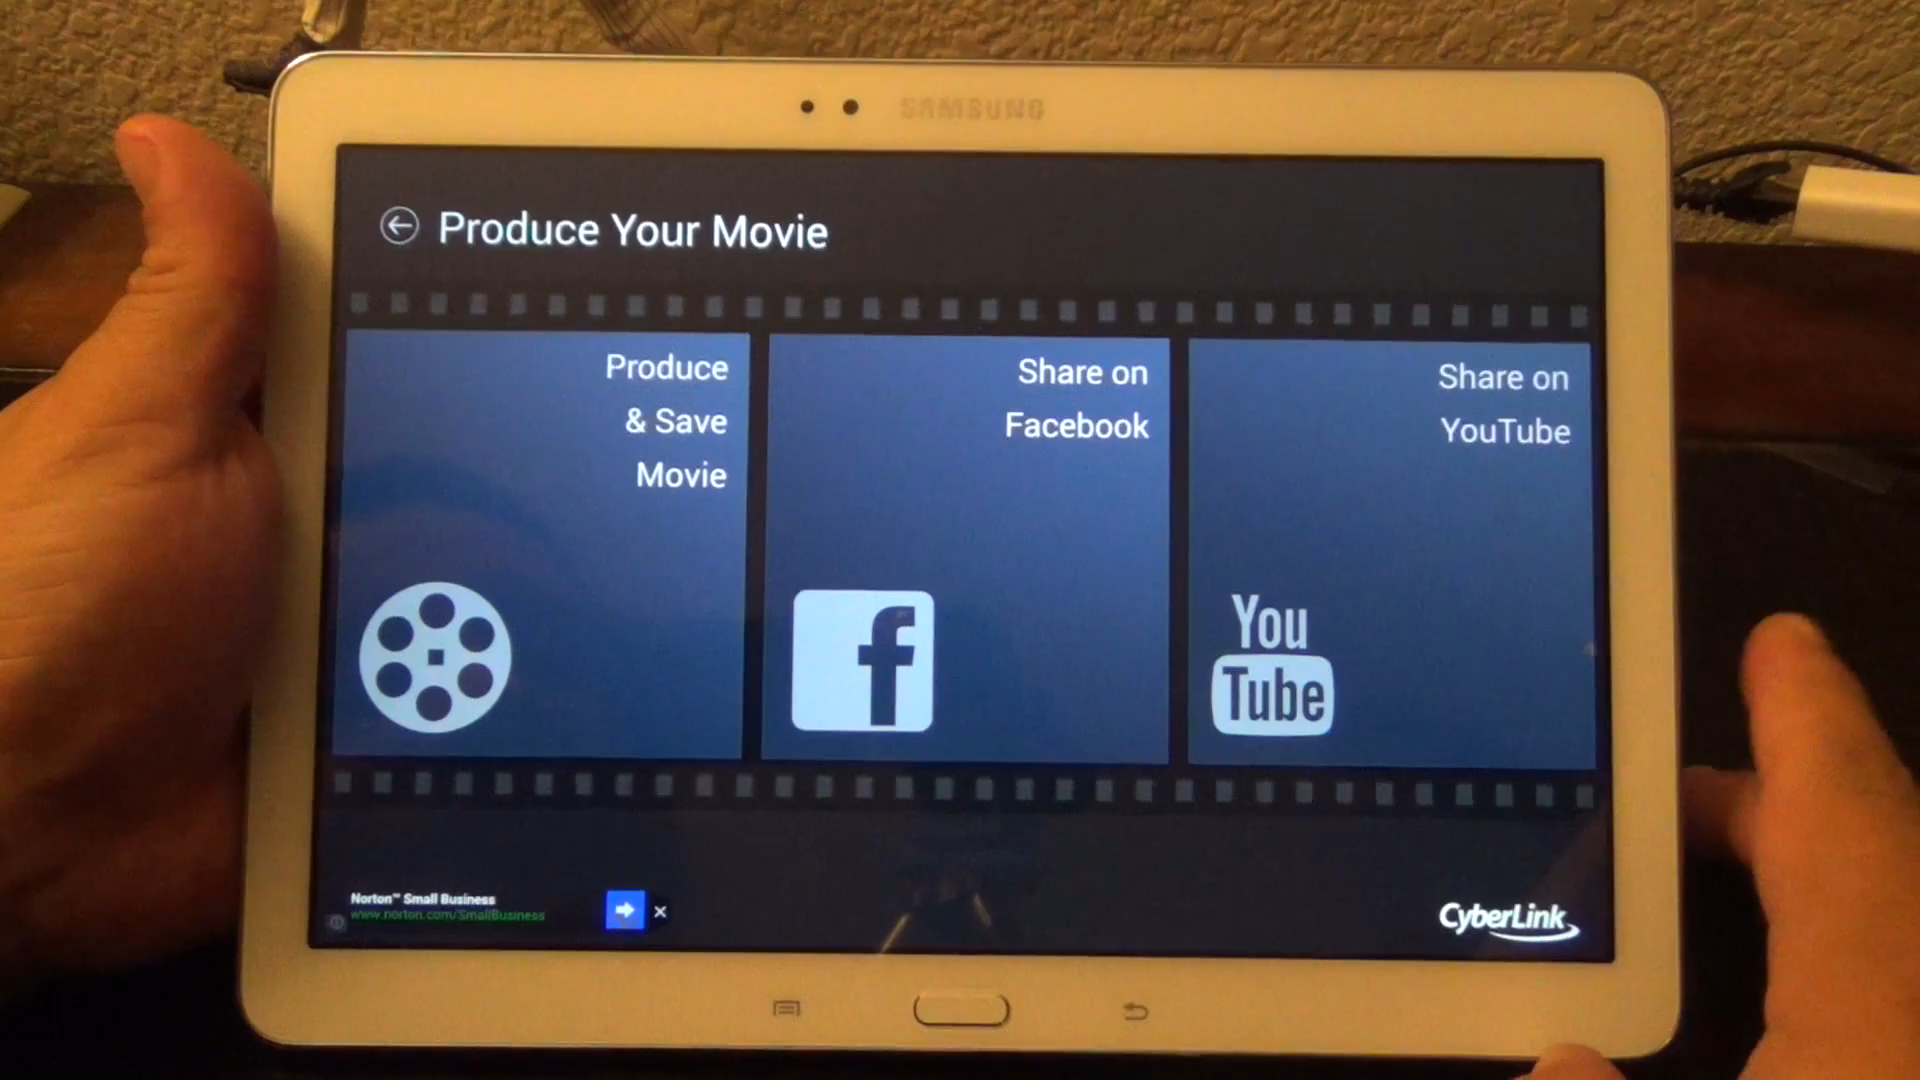 SAMSUNG
Produce Your Movie
Produce
& Save
Movie
Share on
Facebook
Share on
YouTube
f
You
Tube
Norton™ Small Business
www.norton.com/SmallBusiness
CyberLink